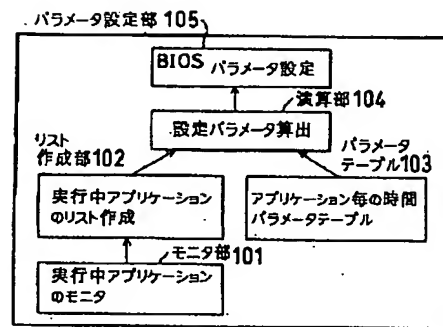 パラメータ設定部105
BIOS パラメータ設定
演算部104
設定パラメータ算出
リスト
作成部102
パラメータ
テーブル103
実行中アプリケーション
のリスト作成
アプリケーション毎の時間
パラメータテーブル
モニタ部101
実行中アプリケーション
のモニタ